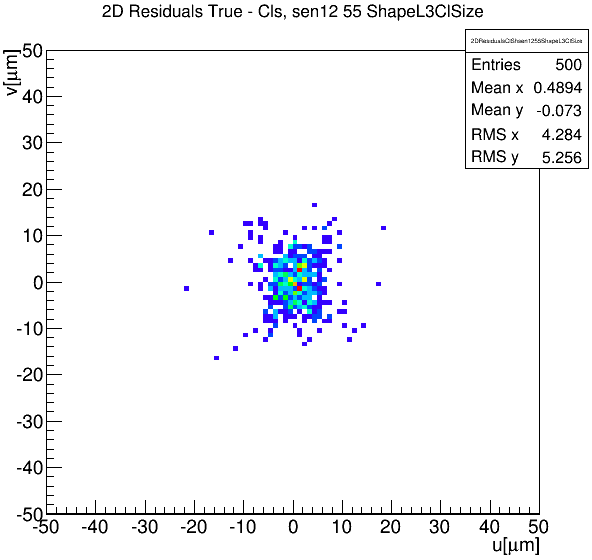 2D Residuals True - Cls, sen12 55 ShapeL3ClSize
2DResidualsClShsen1255ShapeL3ClSize
Entries 500
Mean x 0.4894
Mean y -0.073
RMS x 4.284
RMS y 5.256
v[μm]
50
40
30
20
10
0
-10
-20
-30
-40
-50
-50 -40 -30 -20 -10 0 10 20 30 40 50
u[μm]